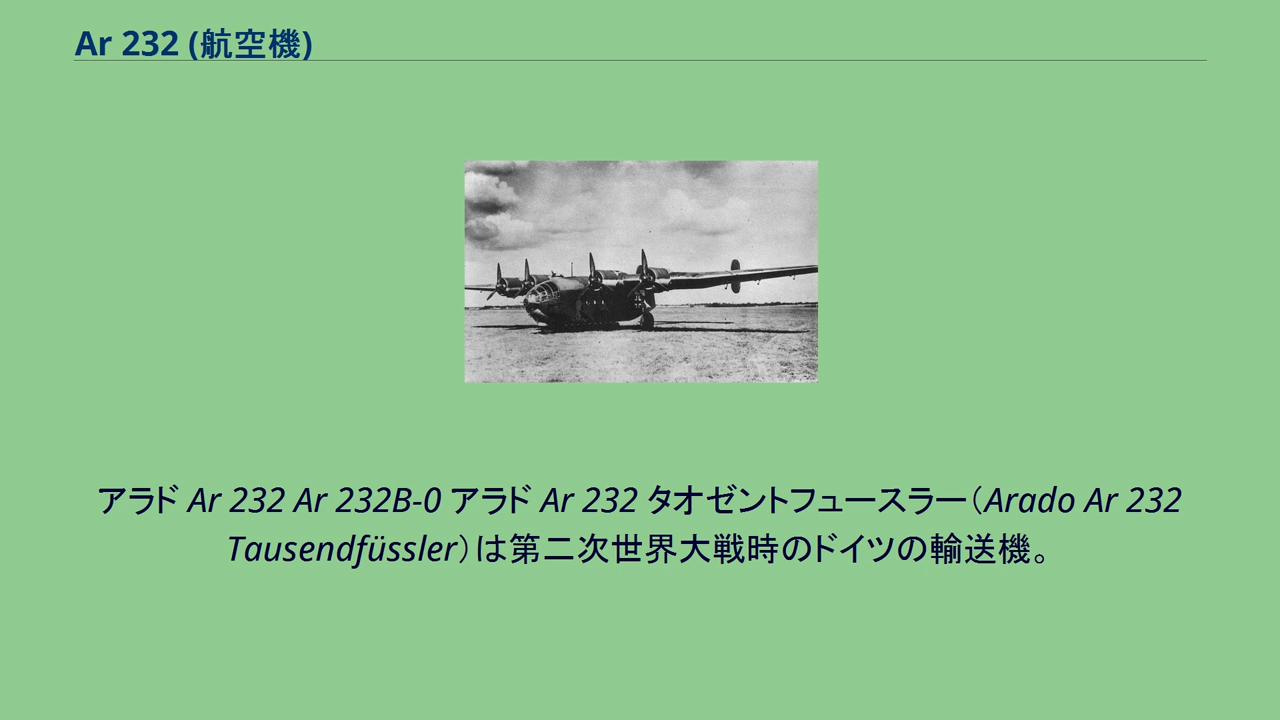 Ar 232 (航空機)
アラド Ar 232 Ar 232B-0 アラド Ar 232 タオゼントフュースラー（Arado Ar 232
Tausendfüssler）は第二次世界大戦時のドイツの輸送機。